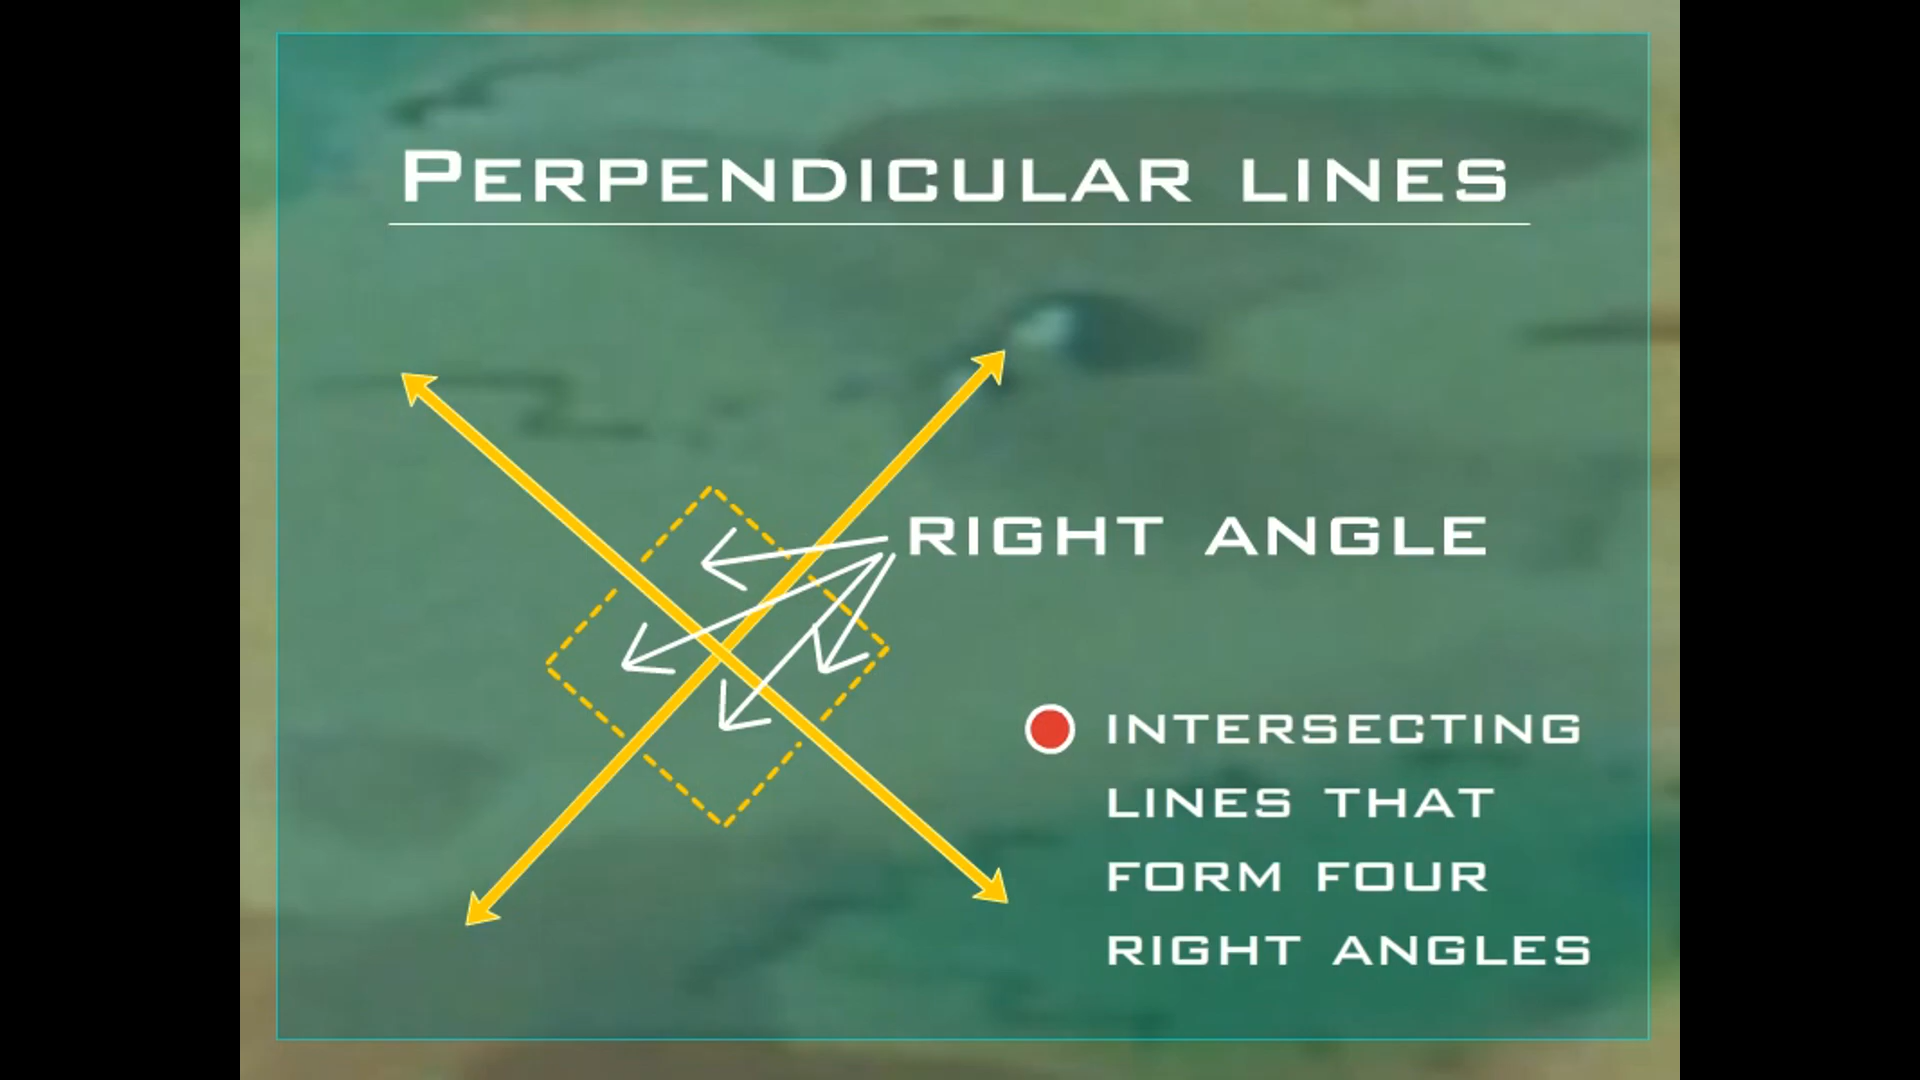 PERPENDICULAR LINES
RIGHT ANGLE
INTERSECTING
LINES THAT
FORM FOUR
RIGHT ANGLES